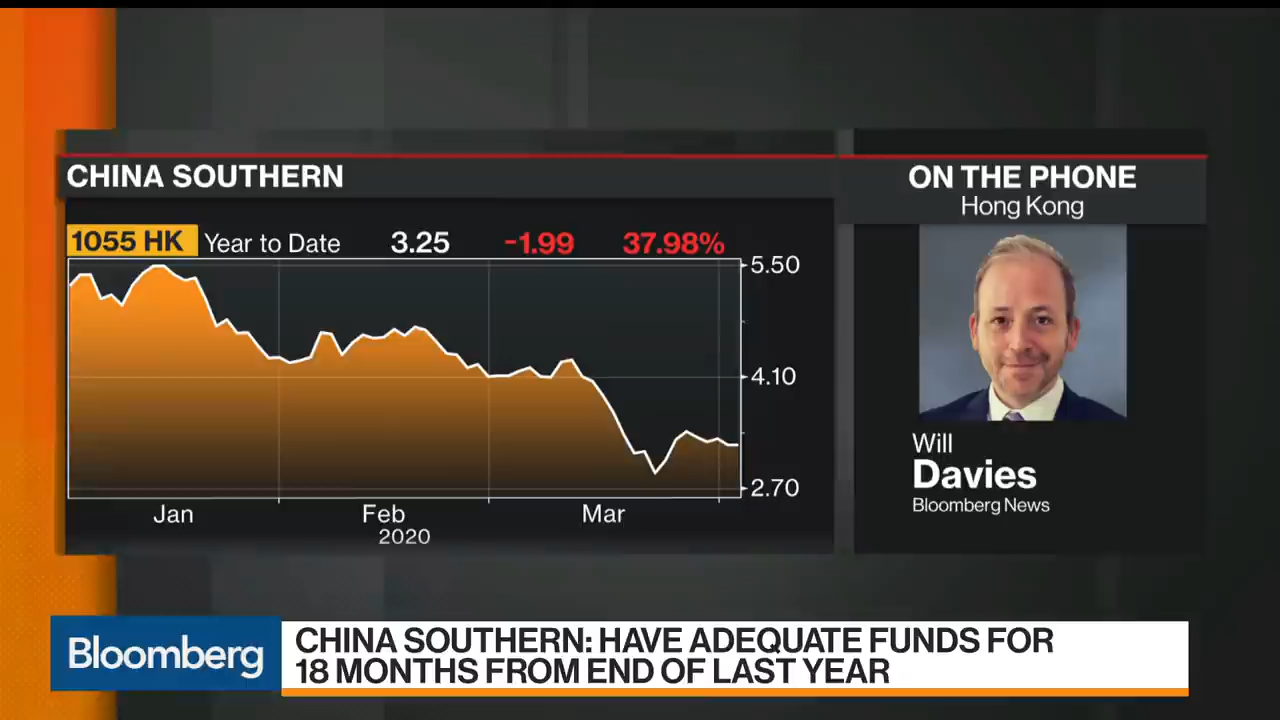 CHINA SOUTHERN
1055 HK Year to Date 3.25 -1.99 37.98%
5.50
4.10
2.70
Jan Feb Mar
2020
ON THE PHONE
Hong Kong
Will
Davies
Bloomberg News
Bloomberg
CHINA SOUTHERN: HAVE ADEQUATE FUNDS FOR
18 MONTHS FROM END OF LAST YEAR